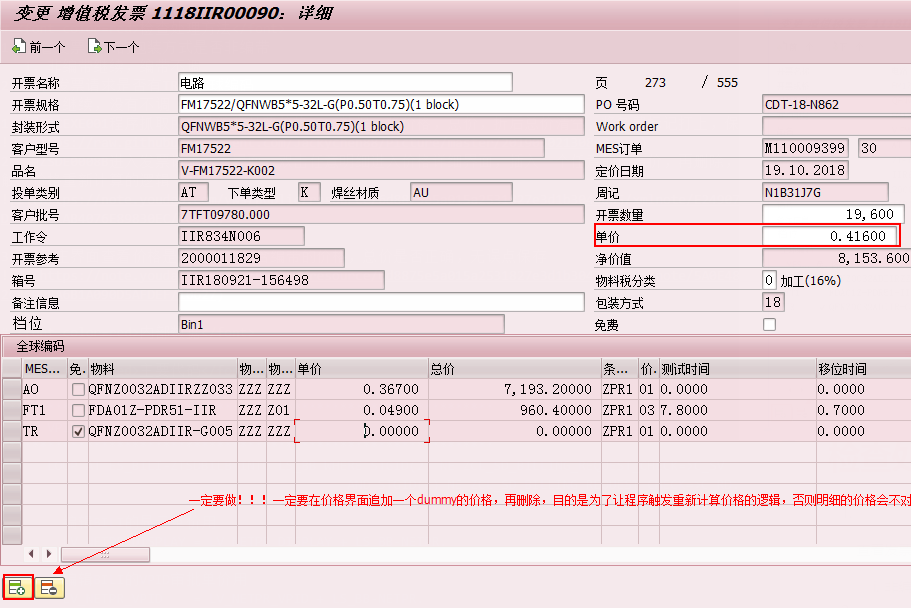 变更 增值税发票 1118IIR00090：详细
前一个 下一个
开票名称 电路 页 273 / 555
开票规格 FM17522/QFNWB5*5-32L-G(P0.50T0.75)(1 block) PO 号码 CDT-18-N862
封装形式 QFNWB5*5-32L-G(P0.50T0.75)(1 block) Work order
客户型号 FM17522 MES订单 M110009399 30
品名 V-FM17522-K002 定价日期 19.10.2018
投单类别 AT 下单类型 K 焊丝材质 AU 周记 N1B31J7G
客户批号 7TFT09780.000 开票数量 19,600
工作令 IIR834N006 单价 0.41600
开票参考 2000011829 净价值 8,153.600
箱号 IIR180921-156498 物料税分类 0 加工(16%)
备注信息 包装方式 18
档位 Bin1 免费
全球编码
MES... 免. 物料 物... 物... 单价 总价 条... 价. 测试时间 移位时间
AO QFNZ0032ADIIRZZ033 ZZZ ZZZ 0.36700 7,193.20000 ZPR1 01 0.0000 0.0000
FT1 FDA01Z-PDR51-IIR ZZZ Z01 0.04900 960.40000 ZPR1 03 7.8000 0.7000
TR QFNZ0032ADIIR-G005 ZZZ ZZZ 0.00000 0.00000 ZPR1 01 0.0000 0.0000
一定要做！！！一定要在价格界面追加一个dummy的价格，再删除，目的是为了让程序触发重新计算价格的逻辑，否则明细的价格会不对